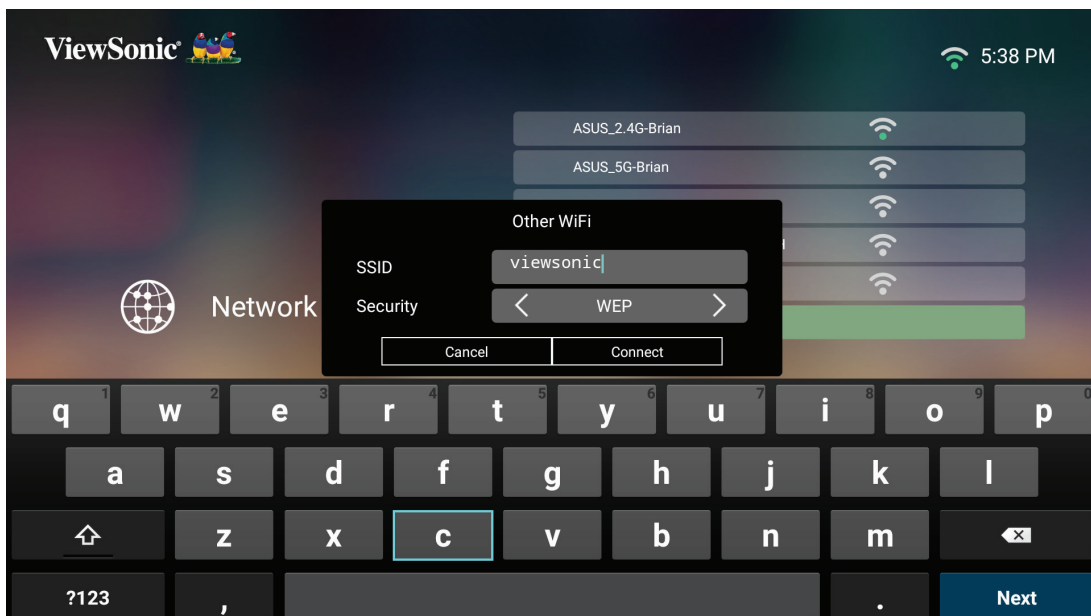 ViewSonic®
5:38 PM
ASUS_2.4G-Brian
ASUS_5G-Brian
Other WiFi
SSID viewsonic
Network Security < WEP >
Cancel Connect
q 1 w 2 e 3 r 4 t 5 y 6 u 7 i 8 o 9 p 0
a s d f g h j k l
z x c v b n m
?123 , . Next